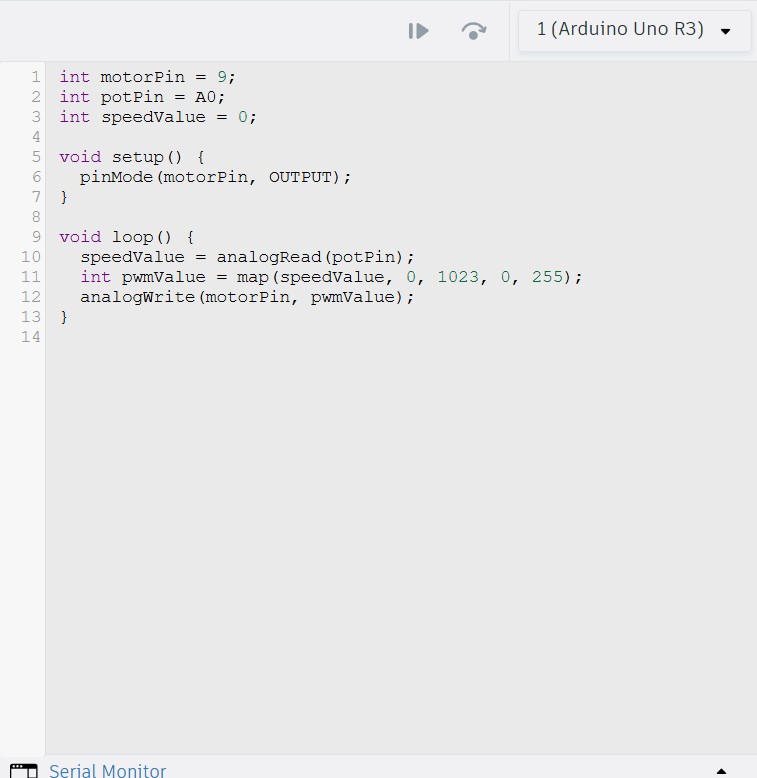 1 (Arduino Uno R3)
1 int motorPin = 9;
2 int potPin = A0;
3 int speedValue = 0;
4
5 void setup() {
6   pinMode(motorPin, OUTPUT);
7 }
8
9 void loop() {
10   speedValue = analogRead(potPin);
11   int pwmValue = map(speedValue, 0, 1023, 0, 255);
12   analogWrite(motorPin, pwmValue);
13 }
14
Serial Monitor